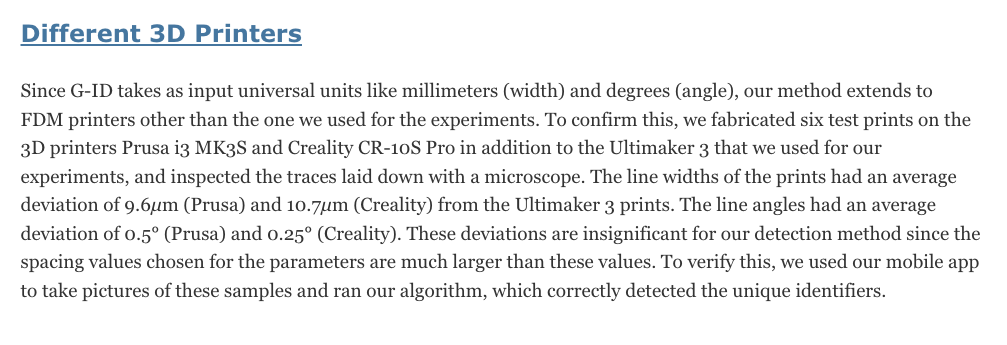 Different 3D Printers
Since G-ID takes as input universal units like millimeters (width) and degrees (angle), our method extends to
FDM printers other than the one we used for the experiments. To confirm this, we fabricated six test prints on the
3D printers Prusa i3 MK3S and Creality CR-10S Pro in addition to the Ultimaker 3 that we used for our
experiments, and inspected the traces laid down with a microscope. The line widths of the prints had an average
deviation of 9.6μm (Prusa) and 10.7μm (Creality) from the Ultimaker 3 prints. The line angles had an average
deviation of 0.5° (Prusa) and 0.25° (Creality). These deviations are insignificant for our detection method since the
spacing values chosen for the parameters are much larger than these values. To verify this, we used our mobile app
to take pictures of these samples and ran our algorithm, which correctly detected the unique identifiers.